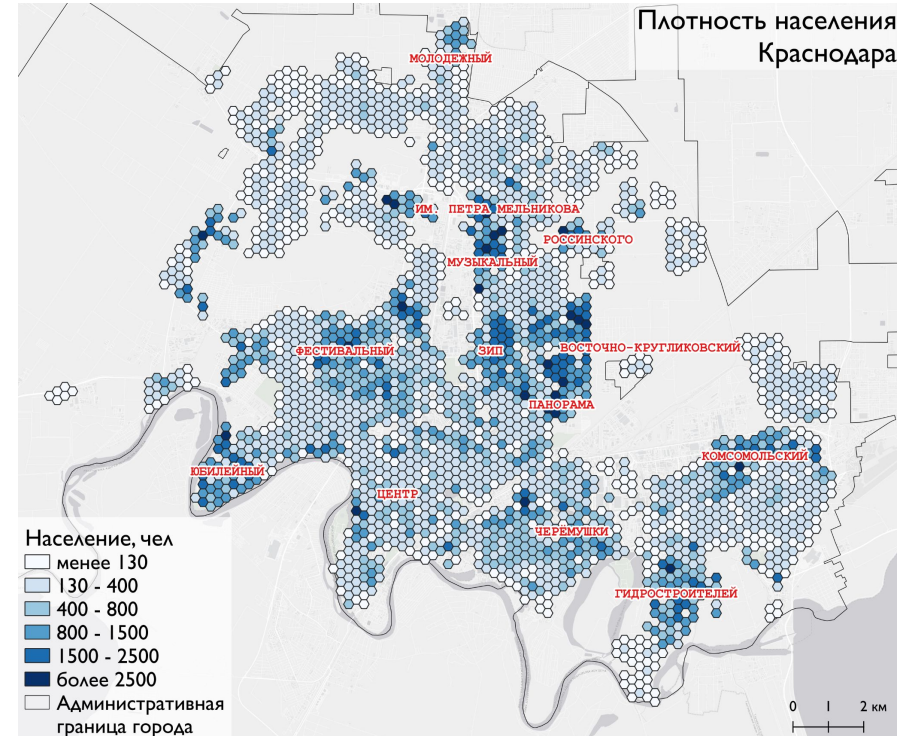 Плотность населения
Краснодара
МОЛОДЕЖНЫЙ
ИМ. ПЕТРА МЕЛЬНИКОВА
РОССИНСКОГО
МУЗЫКАЛЬНЫЙ
ФЕСТИВАЛЬНЫЙ
ЗИП
ВОСТОЧНО-КРУГЛИКОВСКИЙ
ПАНОРАМА
КОМСОМОЛЬСКИЙ
ЮБИЛЕЙНЫЙ
ЦЕНТР
ЧЕРЁМУШКИ
ГИДРОСТРОИТЕЛЕЙ
Население, чел
менее 130
130 - 400
400 - 800
800 - 1500
1500 - 2500
более 2500
Административная
граница города
0 1 2 км